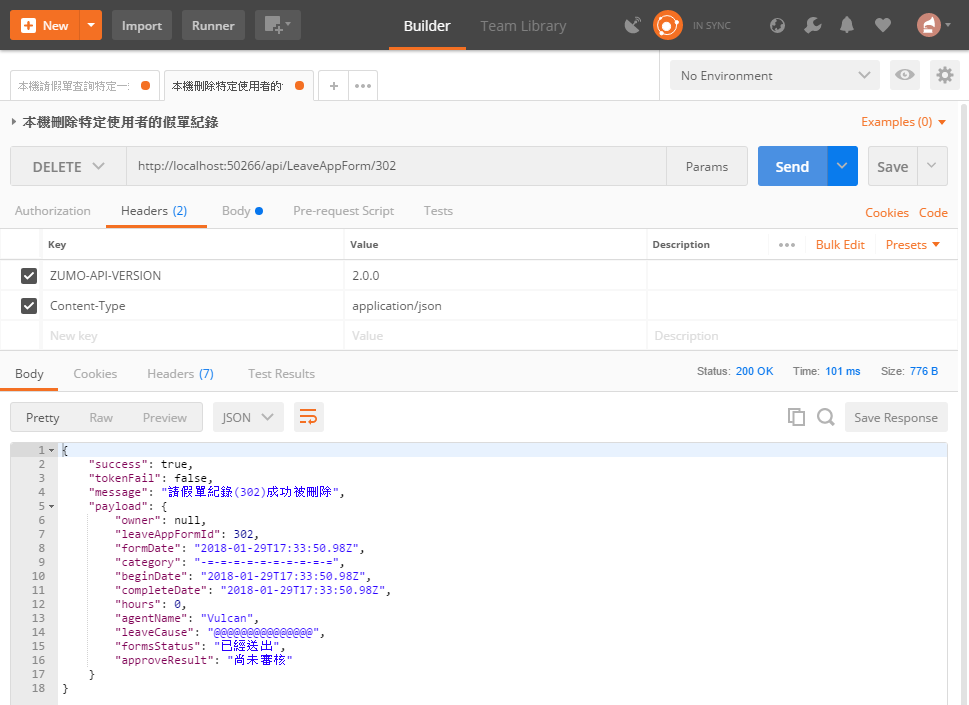 New Import Runner Builder Team Library IN SYNC
本機請假單查詢特定一 本機刪除特定使用者的 + ••• No Environment
本機刪除特定使用者的假單紀錄 Examples (0)
DELETE http://localhost:50266/api/LeaveAppForm/302 Params Send Save
Authorization Headers (2) Body Pre-request Script Tests Cookies Code
Key Value Description ••• Bulk Edit Presets
ZUMO-API-VERSION 2.0.0
Content-Type application/json
New key Value Description
Body Cookies Headers (7) Test Results Status: 200 OK Time: 101 ms Size: 776 B
Pretty Raw Preview JSON Save Response
1 {
2 "success": true,
3 "tokenFail": false,
4 "message": "請假單紀錄(302)成功被刪除",
5 "payload": {
6 "owner": null,
7 "leaveAppFormId": 302,
8 "formDate": "2018-01-29T17:33:50.98Z",
9 "category": "-=-=-=-=-=-=-=-=-=-=",
10 "beginDate": "2018-01-29T17:33:50.98Z",
11 "completeDate": "2018-01-29T17:33:50.98Z",
12 "hours": 0,
13 "agentName": "Vulcan",
14 "leaveCause": "@@@@@@@@@@@@@@@",
15 "formsStatus": "已經送出",
16 "approveResult": "尚未審核"
17 }
18 }